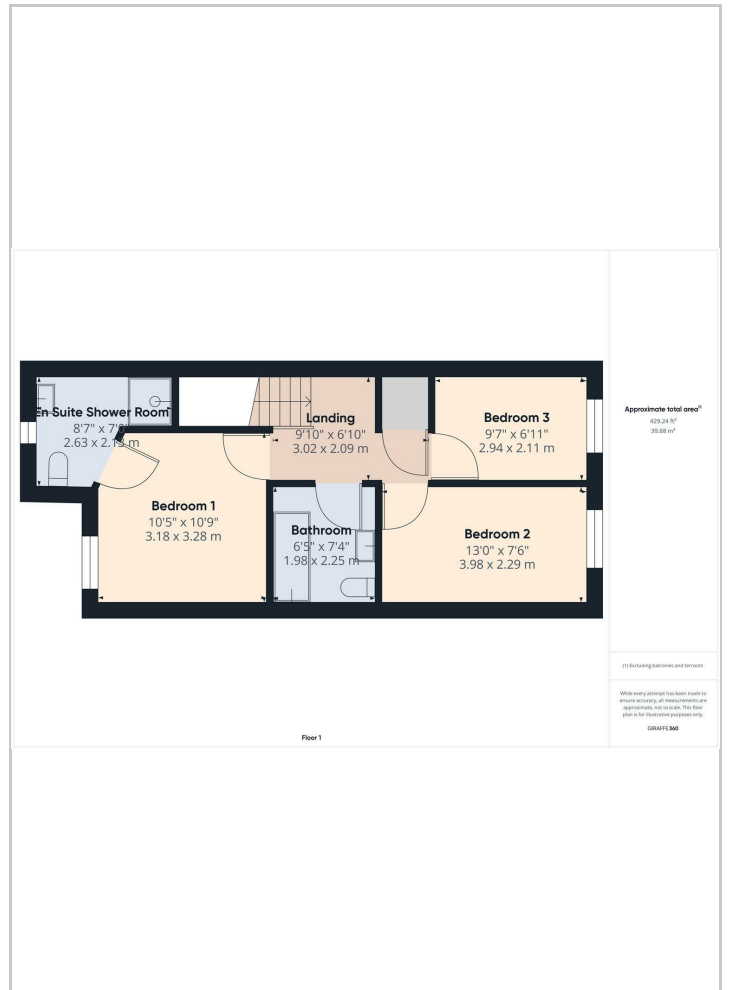 En Suite Shower Room
8'7" x 7'0"
2.63 x 2.15 m
Landing
9'10" x 6'10"
3.02 x 2.09 m
Bedroom 3
9'7" x 6'11"
2.94 x 2.11 m
Bedroom 1
10'5" x 10'9"
3.18 x 3.28 m
Bathroom
6'5" x 7'4"
1.98 x 2.25 m
Bedroom 2
13'0" x 7'6"
3.98 x 2.29 m
Floor 1
Approximate total area⁽¹⁾
429.24 ft²
39.88 m²
(1) Excluding balconies and terraces
While every attempt has been made to
ensure accuracy, all measurements are
approximate, not to scale. This floor
plan is for illustrative purposes only.
GIRAFFE360